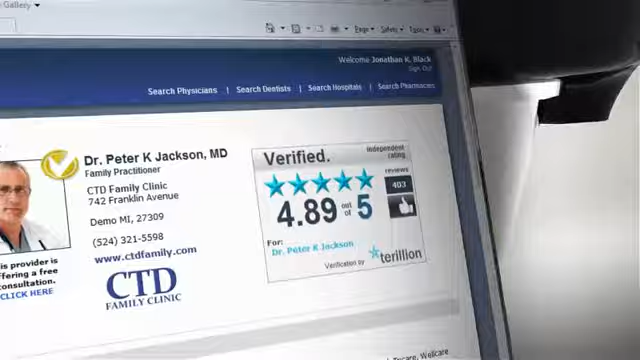 Gallery
Page Safety Tools
Welcome Jonathan K. Black
Sign Out
Search Physicians | Search Dentists | Search Hospitals | Search Pharmacies
Dr. Peter K Jackson, MD
Family Practitioner
CTD Family Clinic
742 Franklin Avenue
Demo MI, 27309
(524) 321-5598
www.ctdfamily.com
CTD
FAMILY CLINIC
is provider is
ffering a free
onsultation.
CLICK HERE
Verified.
independent
rating
reviews
403
4.89 out of 5
For:
Dr. Peter K Jackson
Verification by
terillion
Wellcare